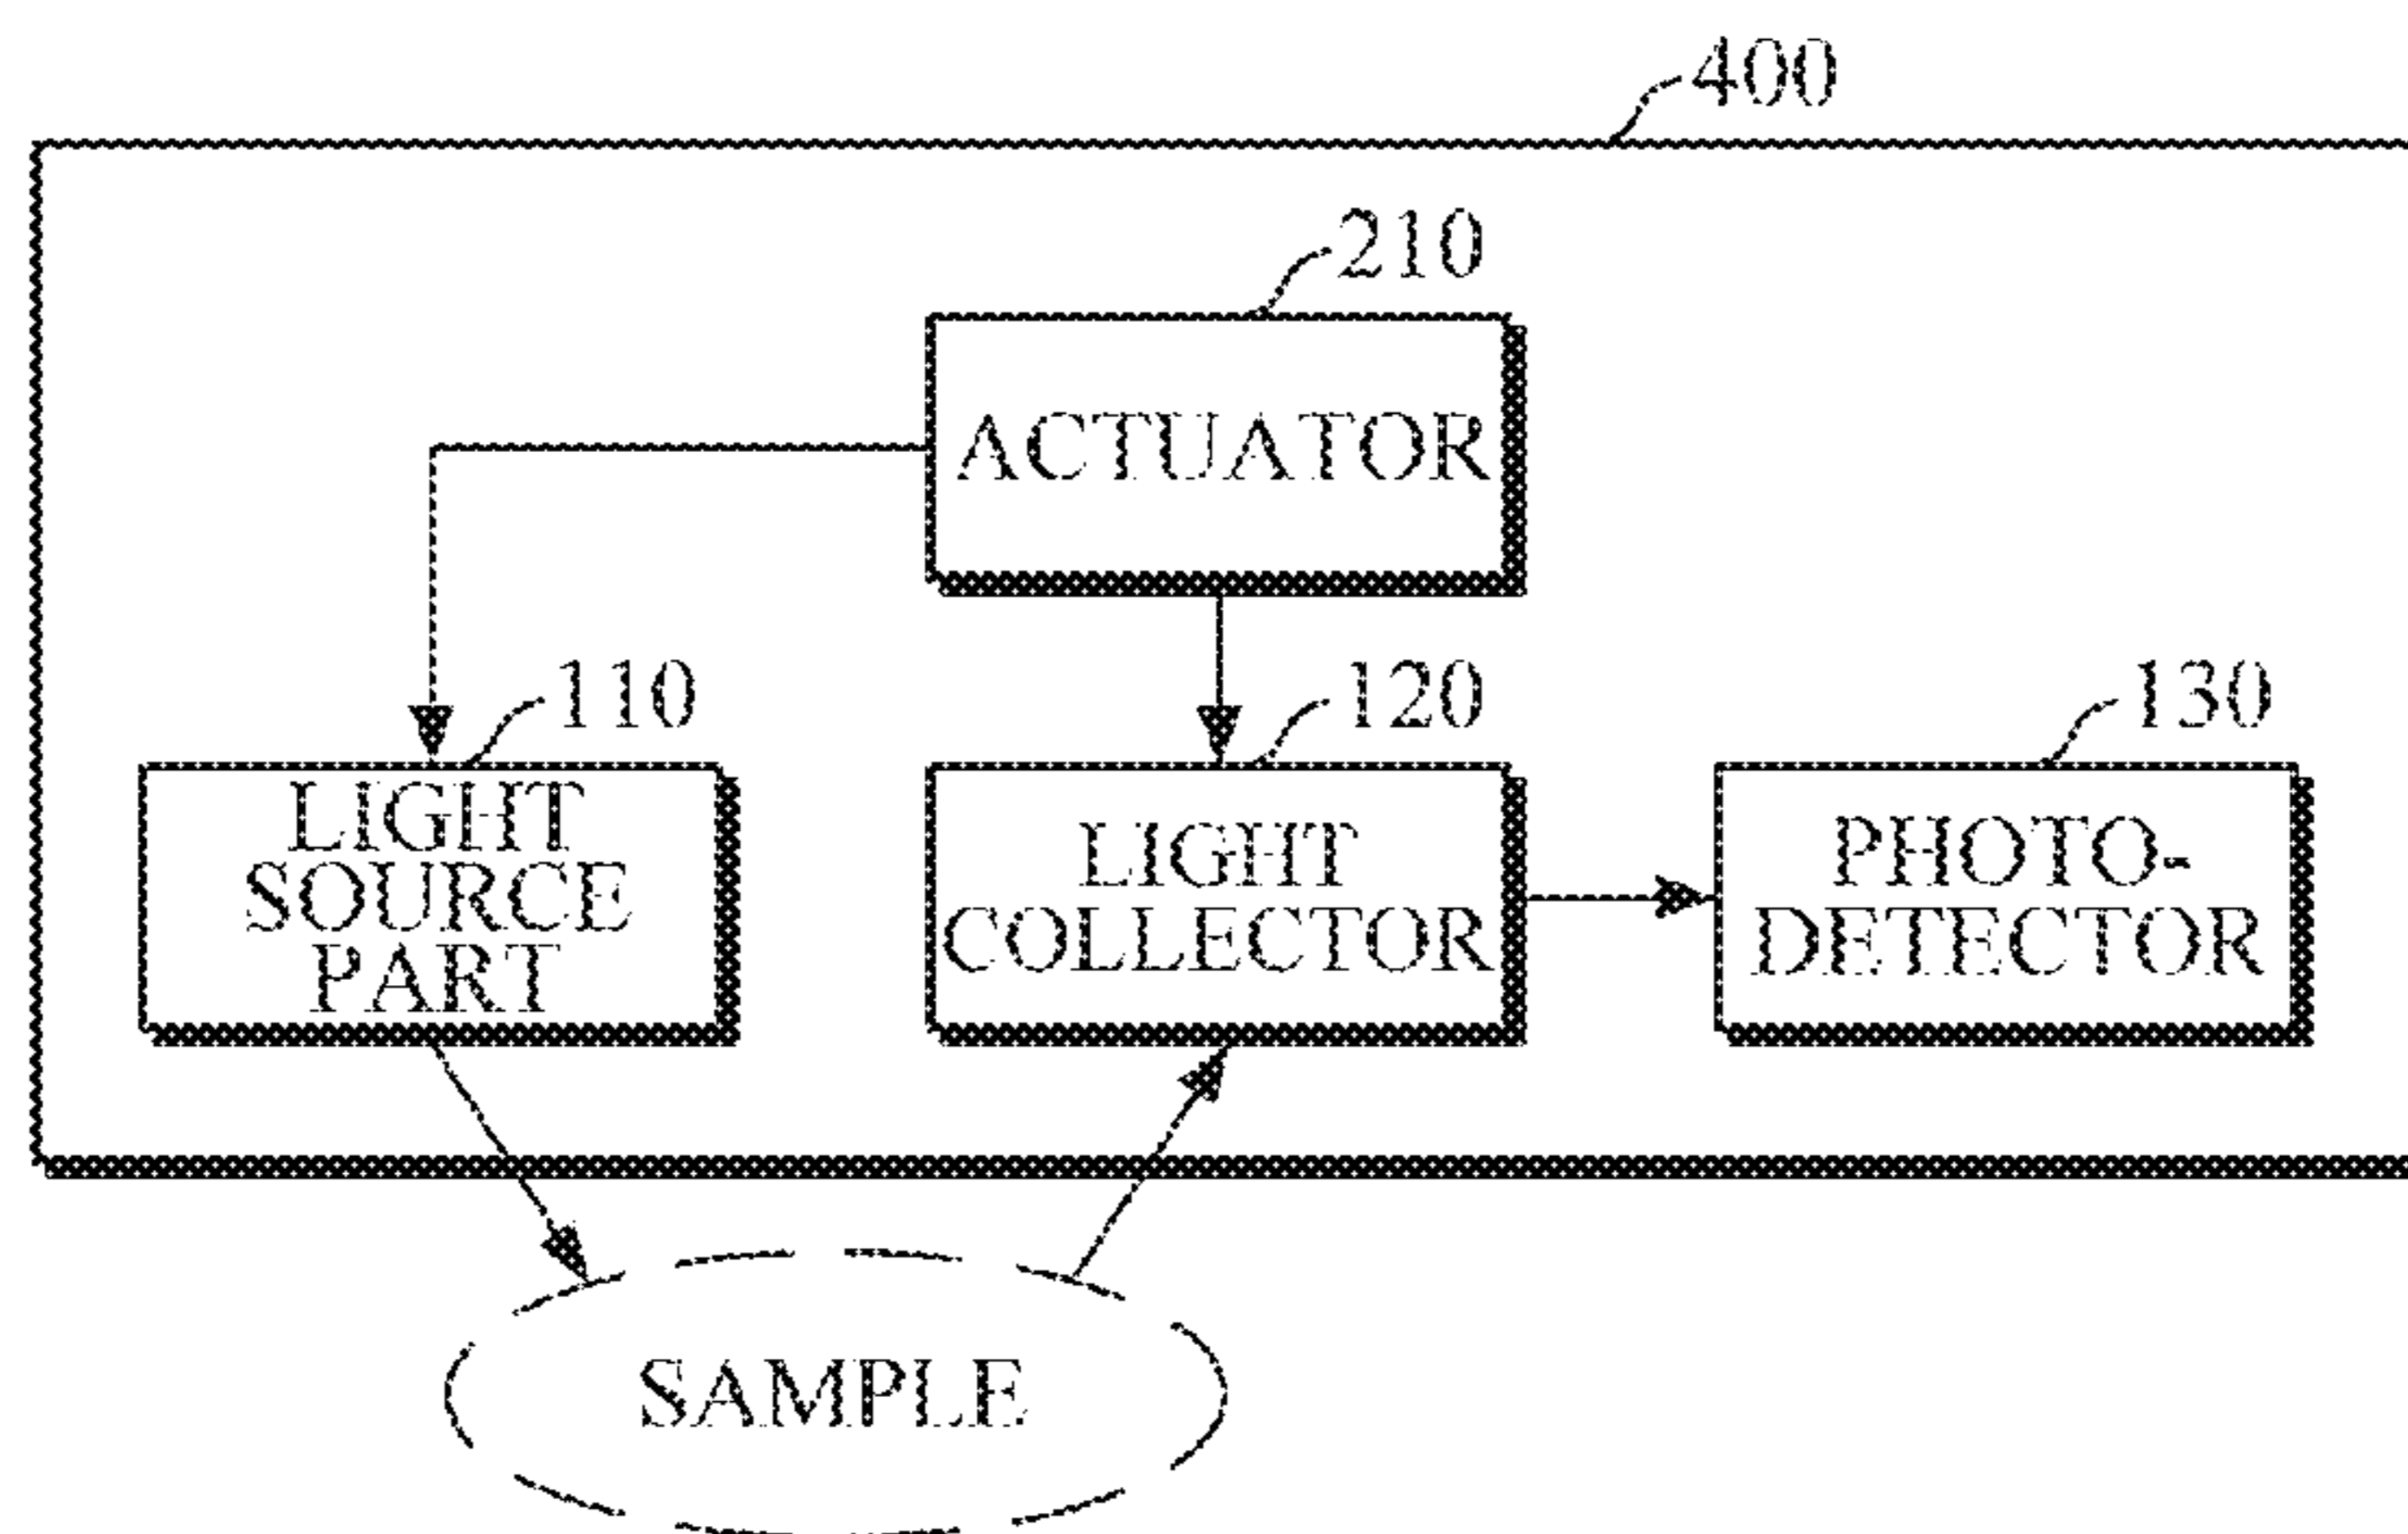 400
210
ACTUATOR
110
120
130
LIGHT
SOURCE
PART
LIGHT
COLLECTOR
PHOTO-
DETECTOR
SAMPLE